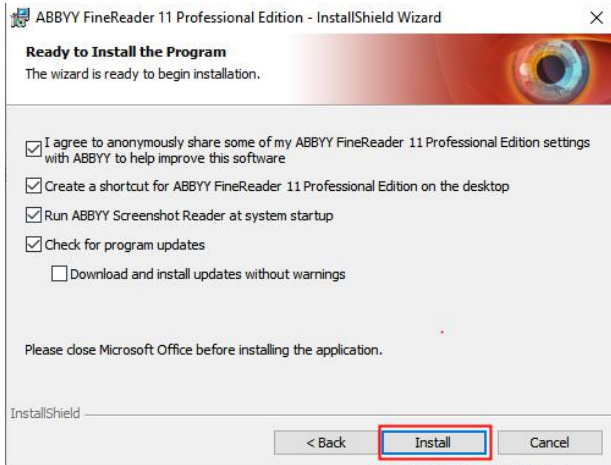 ABBYY FineReader 11 Professional Edition - InstallShield Wizard
Ready to Install the Program
The wizard is ready to begin installation.
I agree to anonymously share some of my ABBYY FineReader 11 Professional Edition settings
with ABBYY to help improve this software
Create a shortcut for ABBYY FineReader 11 Professional Edition on the desktop
Run ABBYY Screenshot Reader at system startup
Check for program updates
Download and install updates without warnings
Please close Microsoft Office before installing the application.
InstallShield
< Back Install Cancel